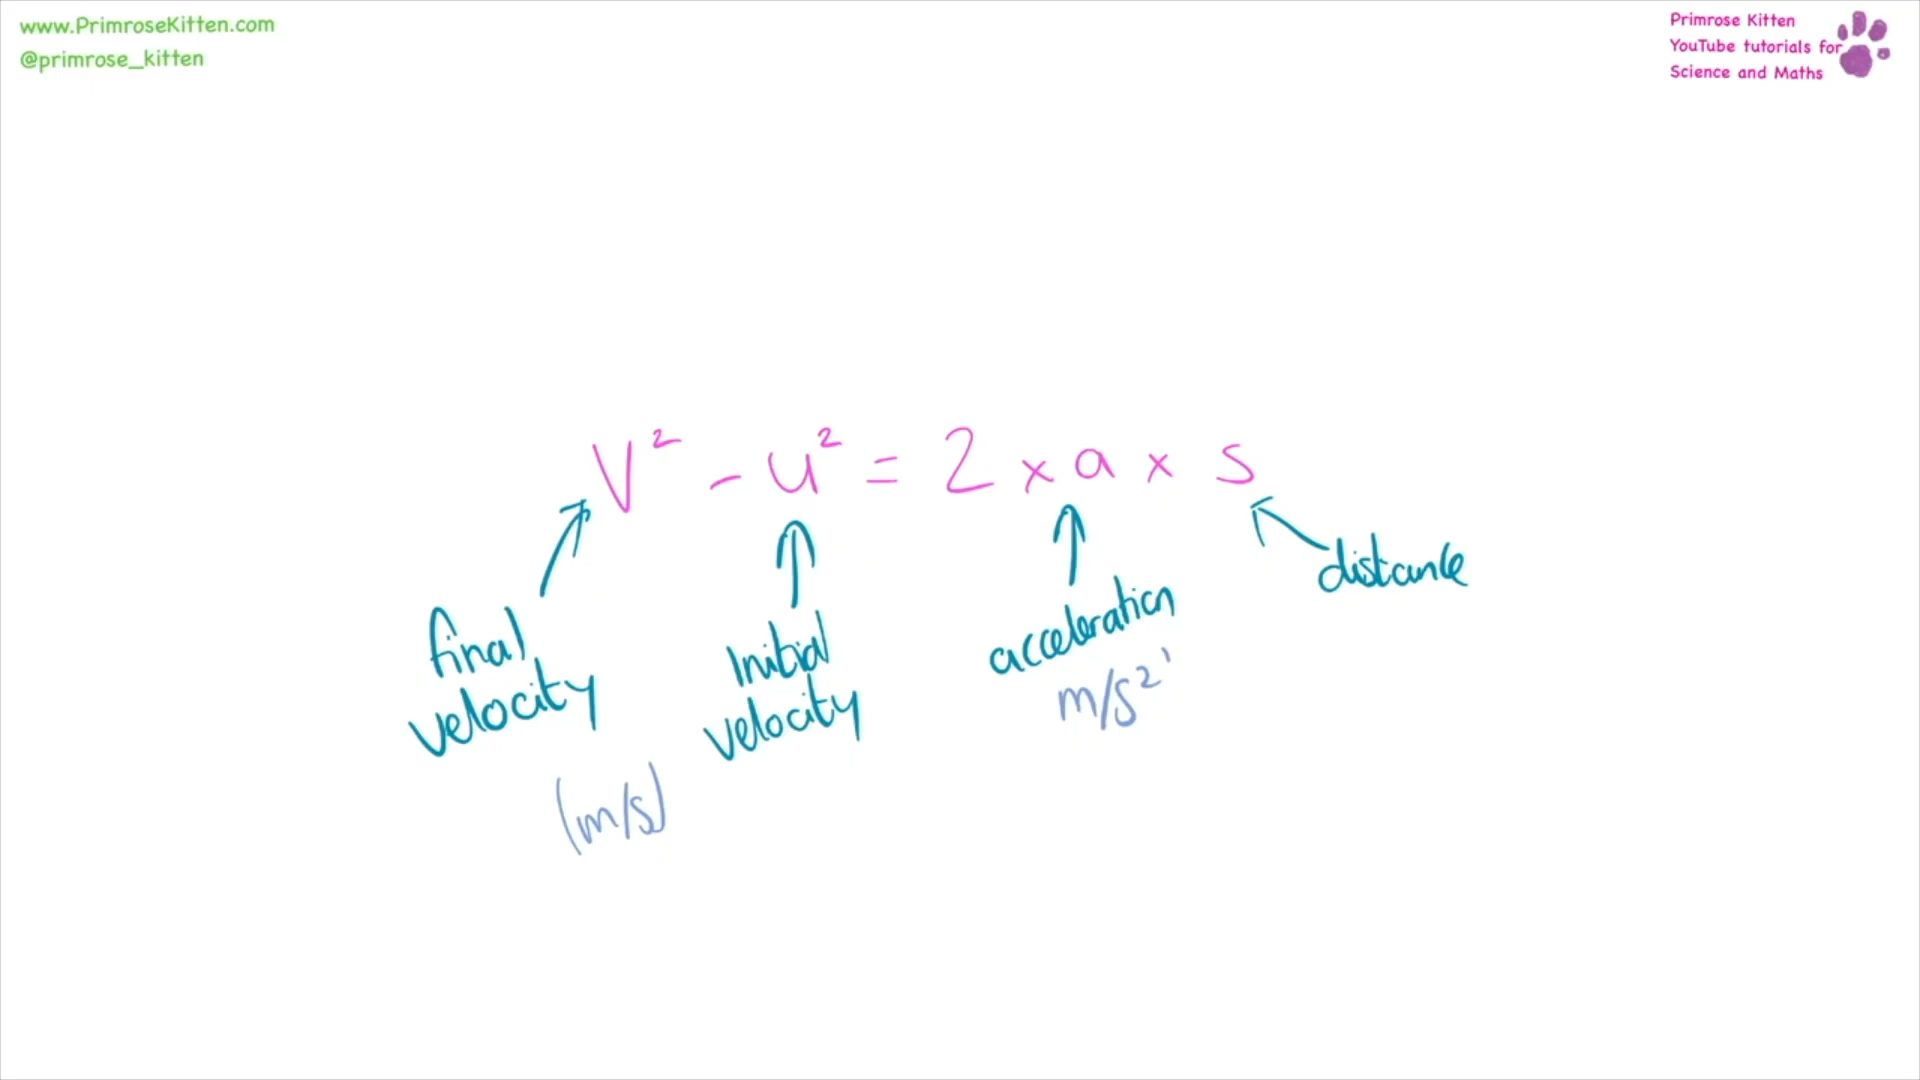 www.PrimroseKitten.com
@primrose_kitten
Primrose Kitten
YouTube tutorials for
Science and Maths
V² - u² = 2 × a × s
final
velocity
Initial
velocity
(m/s)
acceleration
m/s²
distance